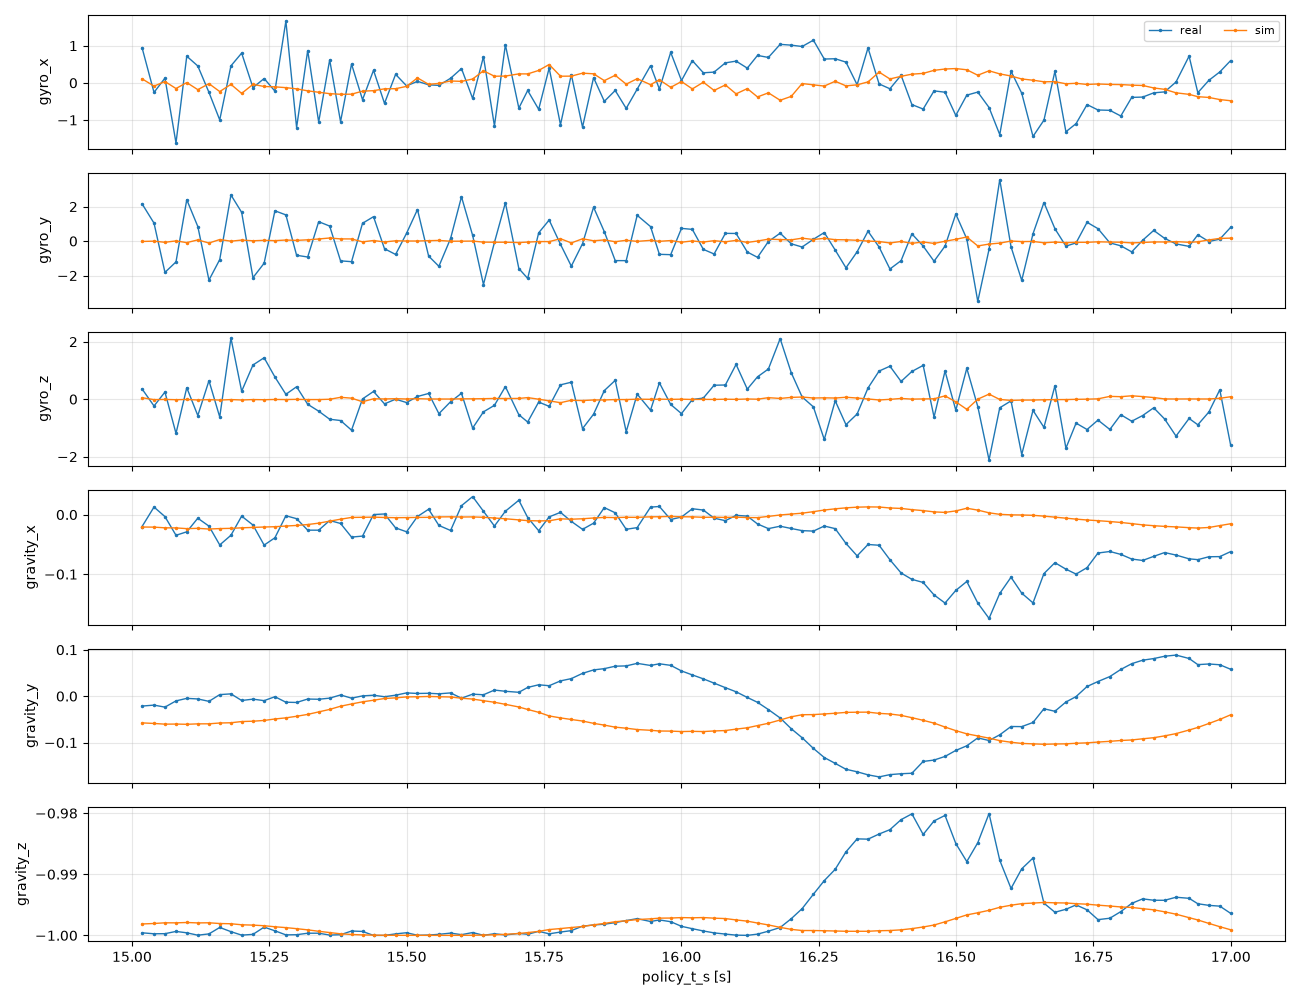 real sim
gyro_x
1
0
−1
gyro_y
2
0
−2
gyro_z
2
0
−2
gravity_x
0.0
−0.1
gravity_y
0.1
0.0
−0.1
gravity_z
−0.98
−0.99
−1.00
15.00 15.25 15.50 15.75 16.00 16.25 16.50 16.75 17.00
policy_t_s [s]